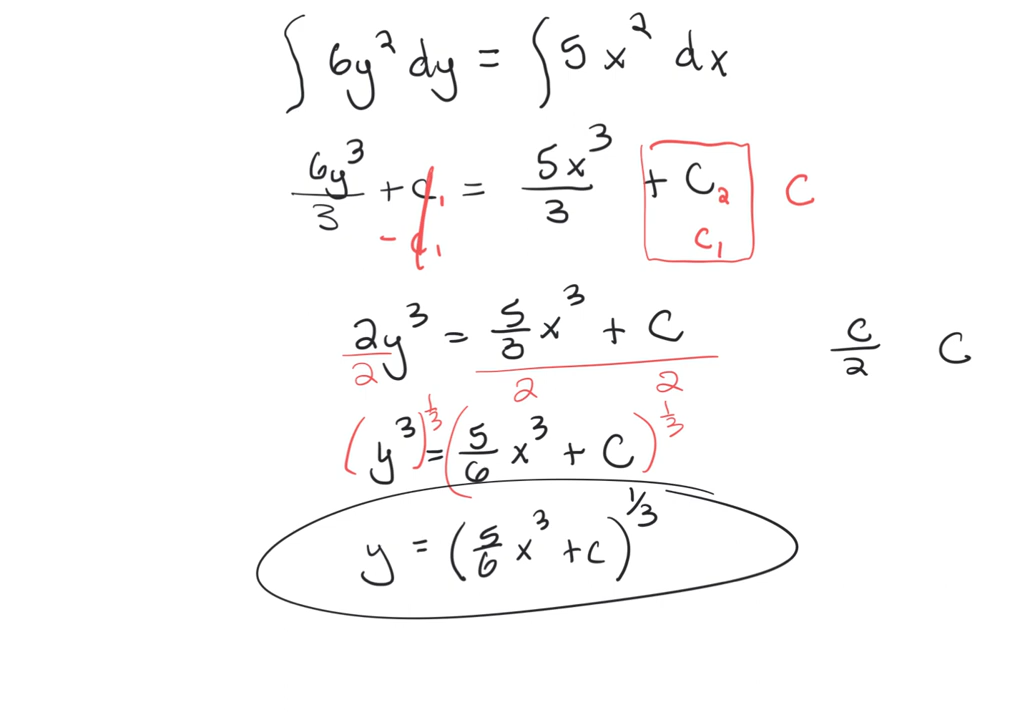 ∫ 6y² dy = ∫ 5x² dx
6y³/3 + C₁ = 5x³/3 + C₂ C
- C₁ C₁
2y³ = 5/3 x³ + C C/2 C
2 2 2
(y³)^1/3 = (5/6 x³ + C)^1/3
y = (5/6 x³ + C)^1/3